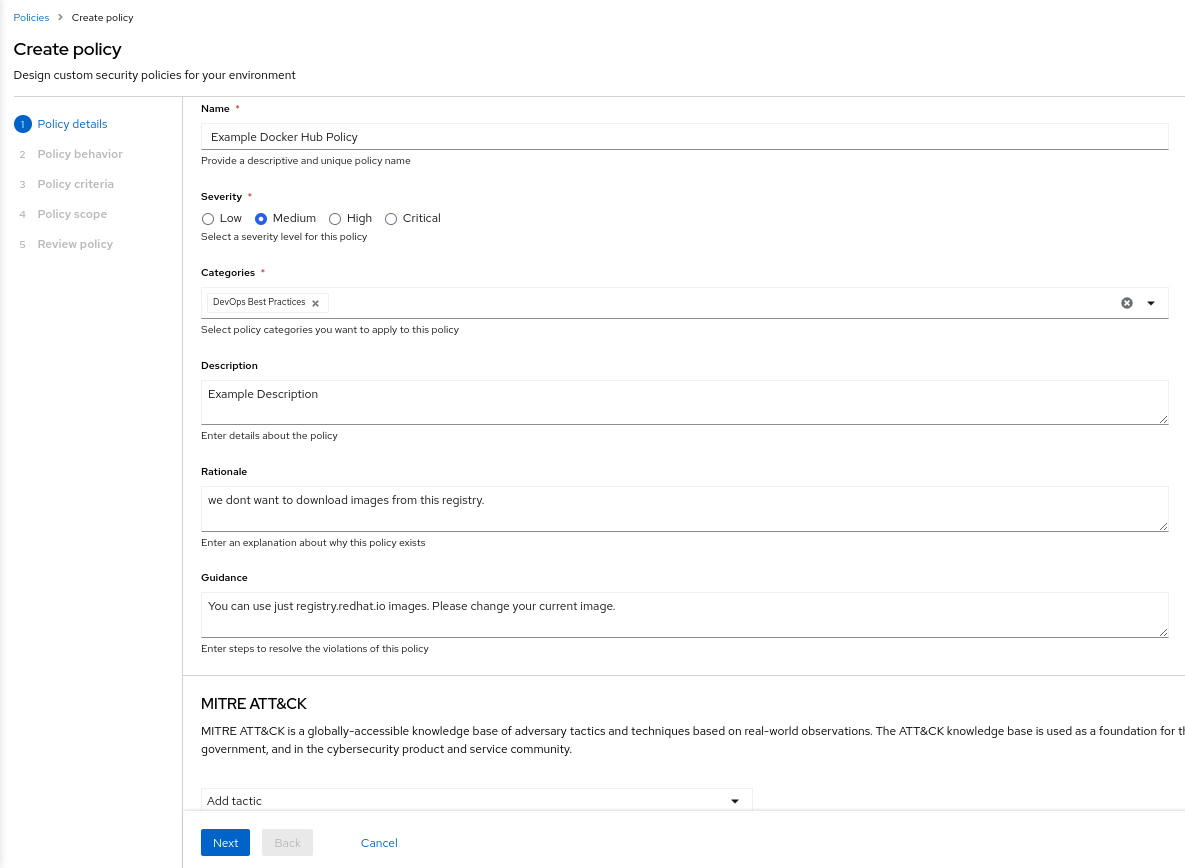 Policies > Create policy
Create policy
Design custom security policies for your environment
1 Policy details
2 Policy behavior
3 Policy criteria
4 Policy scope
5 Review policy
Name *
Example Docker Hub Policy
Provide a descriptive and unique policy name
Severity *
Low Medium High Critical
Select a severity level for this policy
Categories *
DevOps Best Practices
Select policy categories you want to apply to this policy
Description
Example Description
Enter details about the policy
Rationale
we dont want to download images from this registry.
Enter an explanation about why this policy exists
Guidance
You can use just registry.redhat.io images. Please change your current image.
Enter steps to resolve the violations of this policy
MITRE ATT&CK
MITRE ATT&CK is a globally-accessible knowledge base of adversary tactics and techniques based on real-world observations. The ATT&CK knowledge base is used as a foundation for
government, and in the cybersecurity product and service community.
Add tactic
Next Back Cancel